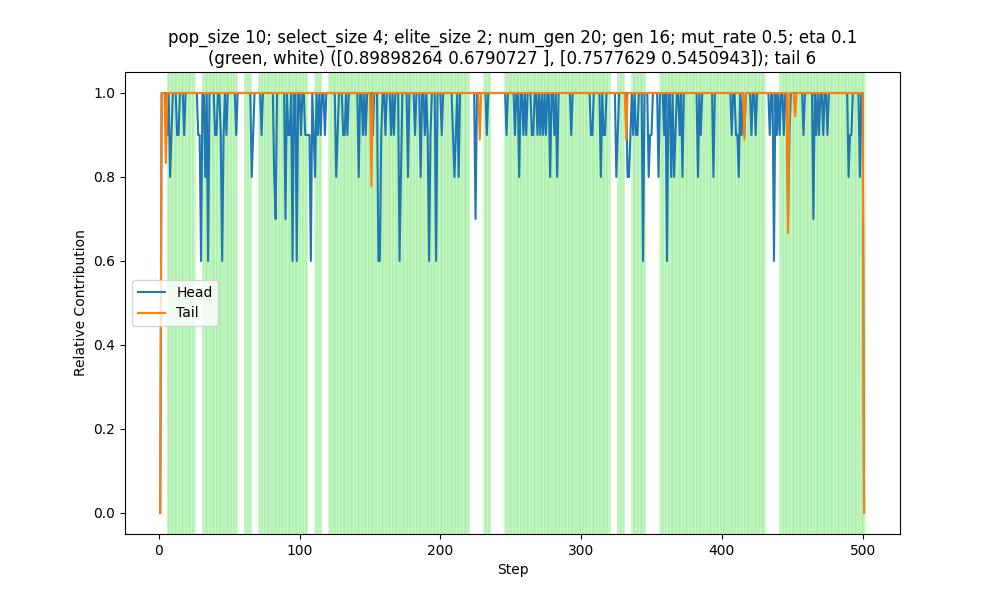 pop_size 10; select_size 4; elite_size 2; num_gen 20; gen 16; mut_rate 0.5; eta 0.1
(green, white) ([0.89898264 0.6790727 ], [0.7577629 0.5450943]); tail 6
1.0
0.8
0.6
0.4
0.2
0.0
Relative Contribution
Head
Tail
0
100
200
300
400
500
Step